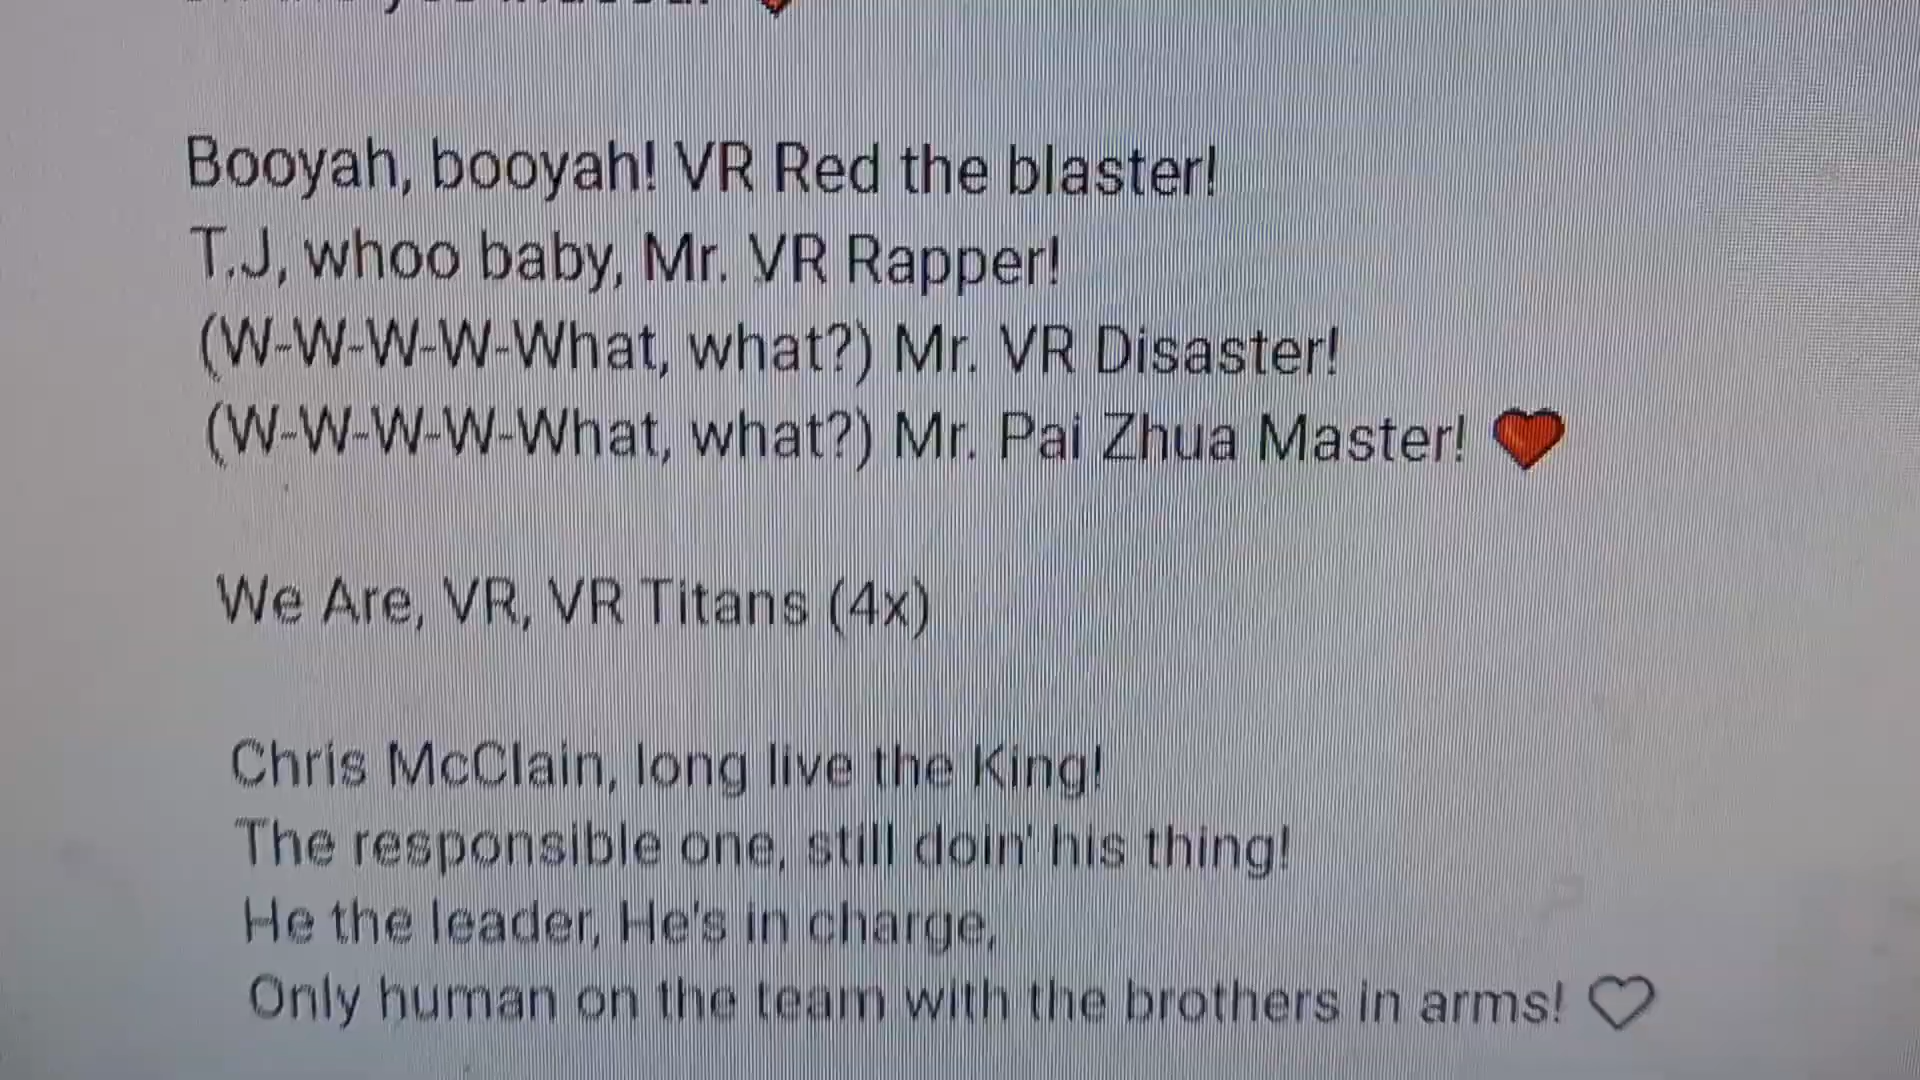 Booyah, booyah! VR Red the blaster!
T.J, whoo baby, Mr. VR Rapper!
(W-W-W-W-What, what?) Mr. VR Disaster!
(W-W-W-W-What, what?) Mr. Pai Zhua Master! ❤️
We Are, VR, VR Titans (4x)
Chris McClain, long live the King!
The responsible one, still doin' his thing!
He the leader, He's in charge,
Only human on the team with the brothers in arms! ♡